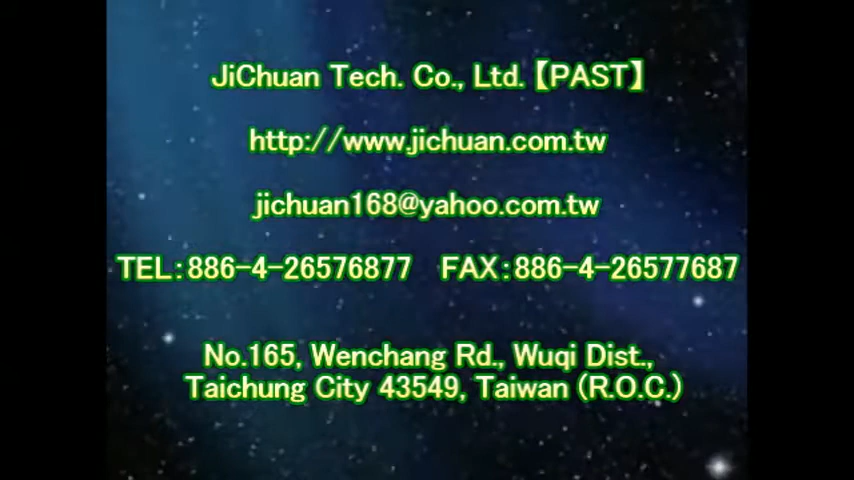 JiChuan Tech. Co., Ltd.【PAST】
http://www.jichuan.com.tw
jichuan168@yahoo.com.tw
TEL:886-4-26576877 FAX:886-4-26577687
No.165, Wenchang Rd., Wuqi Dist.,
Taichung City 43549, Taiwan (R.O.C.)